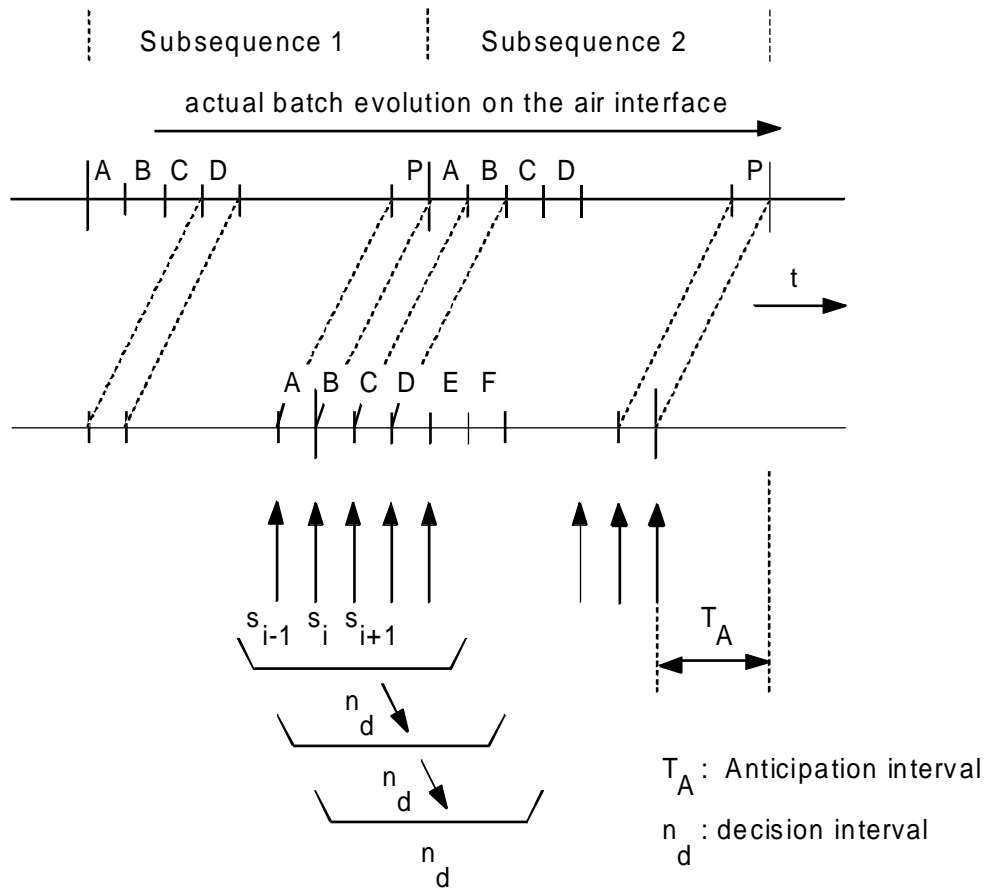 Subsequence 1 Subsequence 2
actual batch evolution on the air interface
A B C D P A B C D P
t
A B C D E F
s i-1 s i s i+1
T A
n d
n d
n d
T A : Anticipation interval
n d : decision interval